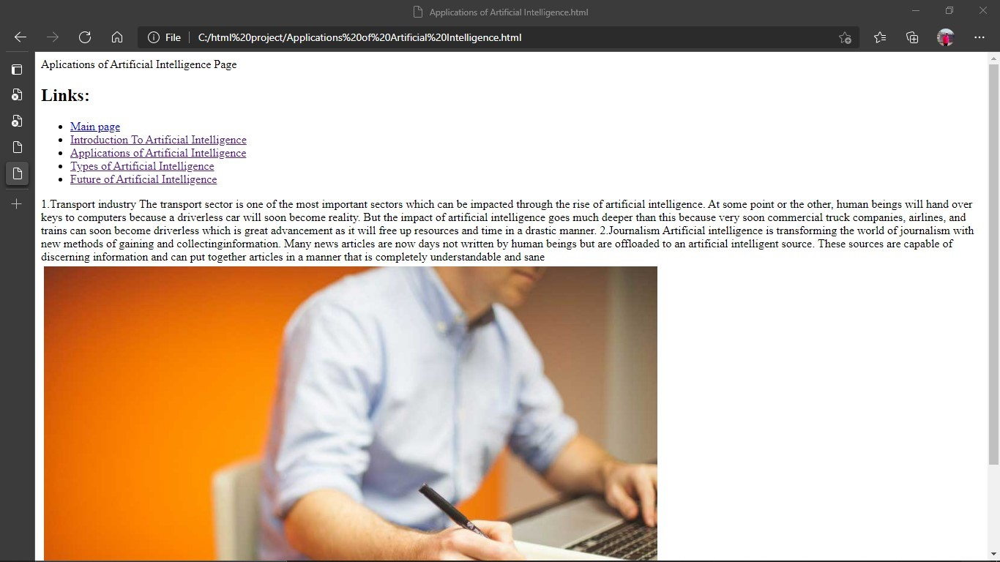 Applications of Artificial Intelligence.html
File
C:/html%20project/Applications%20of%20Artificial%20Intelligence.html
Aplications of Artificial Intelligence Page
Links:
Main page
Introduction To Artificial Intelligence
Applications of Artificial Intelligence
Types of Artificial Intelligence
Future of Artificial Intelligence
1.Transport industry The transport sector is one of the most important sectors which can be impacted through the rise of artificial intelligence. At some point or the other, human beings will hand over
keys to computers because a driverless car will soon become reality. But the impact of artificial intelligence goes much deeper than this because very soon commercial truck companies, airlines, and
trains can soon become driverless which is great advancement as it will free up resources and time in a drastic manner. 2.Journalism Artificial intelligence is transforming the world of journalism with
new methods of gaining and collectinginformation. Many news articles are now days not written by human beings but are offloaded to an artificial intelligent source. These sources are capable of
discerning information and can put together articles in a manner that is completely understandable and sane